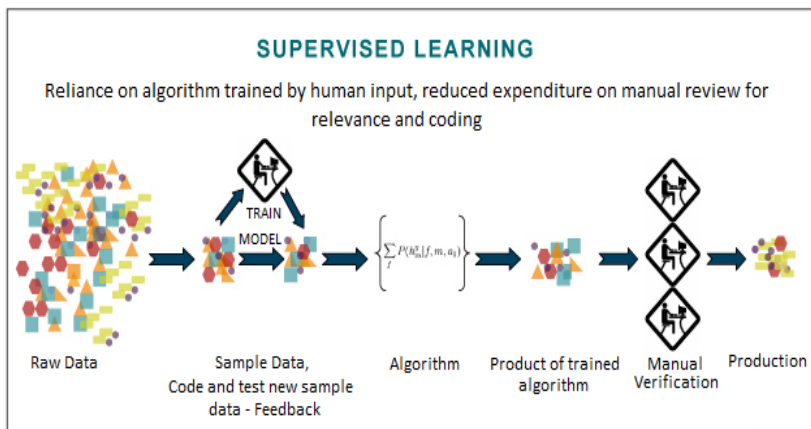 SUPERVISED LEARNING
Reliance on algorithm trained by human input, reduced expenditure on manual review for
relevance and coding
TRAIN
MODEL
{∑f P(h^g_m|f, m, a_1)}
Raw Data
Sample Data,
Code and test new sample
data - Feedback
Algorithm
Product of trained
algorithm
Manual
Verification
Production